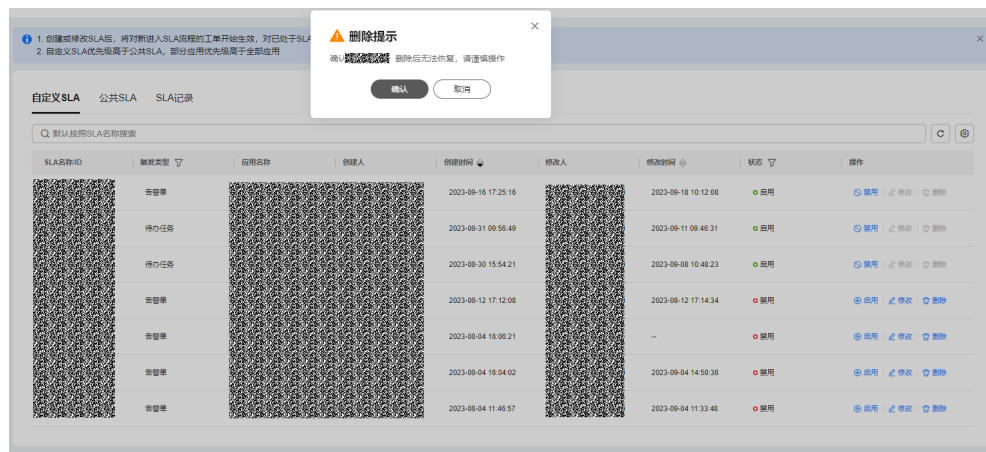 1. 创建或修改SLA后，将对新进入SLA流程的工单开始生效，对已处于SLA
2. 自定义SLA优先级高于公共SLA，部分应用优先级高于全部应用
删除提示
确认 删除后无法恢复，请谨慎操作
确认 取消
自定义SLA 公共SLA SLA记录
默认按照SLA名称搜索
SLA名称/ID 触发类型 应用名称 创建人 创建时间 修改人 修改时间 状态 操作
告警单 2023-09-16 17:25:16 2023-09-18 10:12:08 启用 禁用 修改 删除
待办任务 2023-08-31 09:56:49 2023-09-11 09:46:31 启用 禁用 修改 删除
待办任务 2023-08-30 15:54:21 2023-09-08 10:48:23 启用 禁用 修改 删除
告警单 2023-08-12 17:12:08 2023-08-12 17:14:34 禁用 启用 修改 删除
告警单 2023-08-04 16:06:21 -- 禁用 启用 修改 删除
告警单 2023-08-04 16:04:02 2023-09-04 14:50:36 禁用 启用 修改 删除
告警单 2023-08-04 11:46:57 2023-09-04 11:33:48 禁用 启用 修改 删除